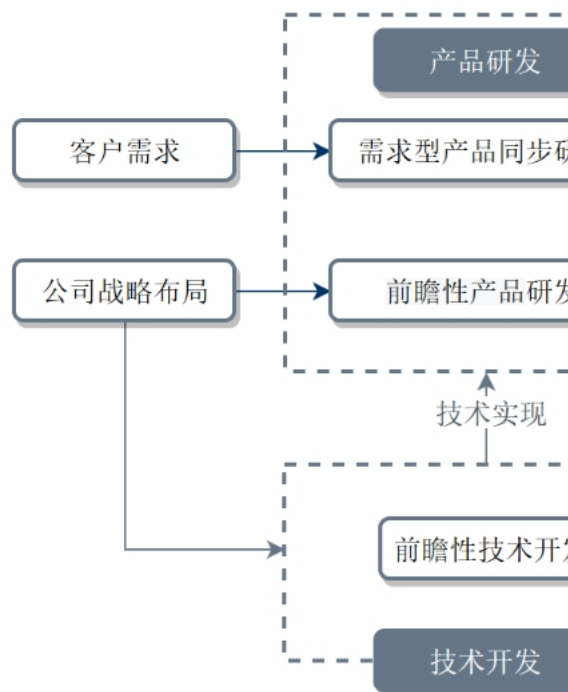 产品研发
客户需求
需求型产品同步研
公司战略布局
前瞻性产品研发
技术实现
前瞻性技术开发
技术开发